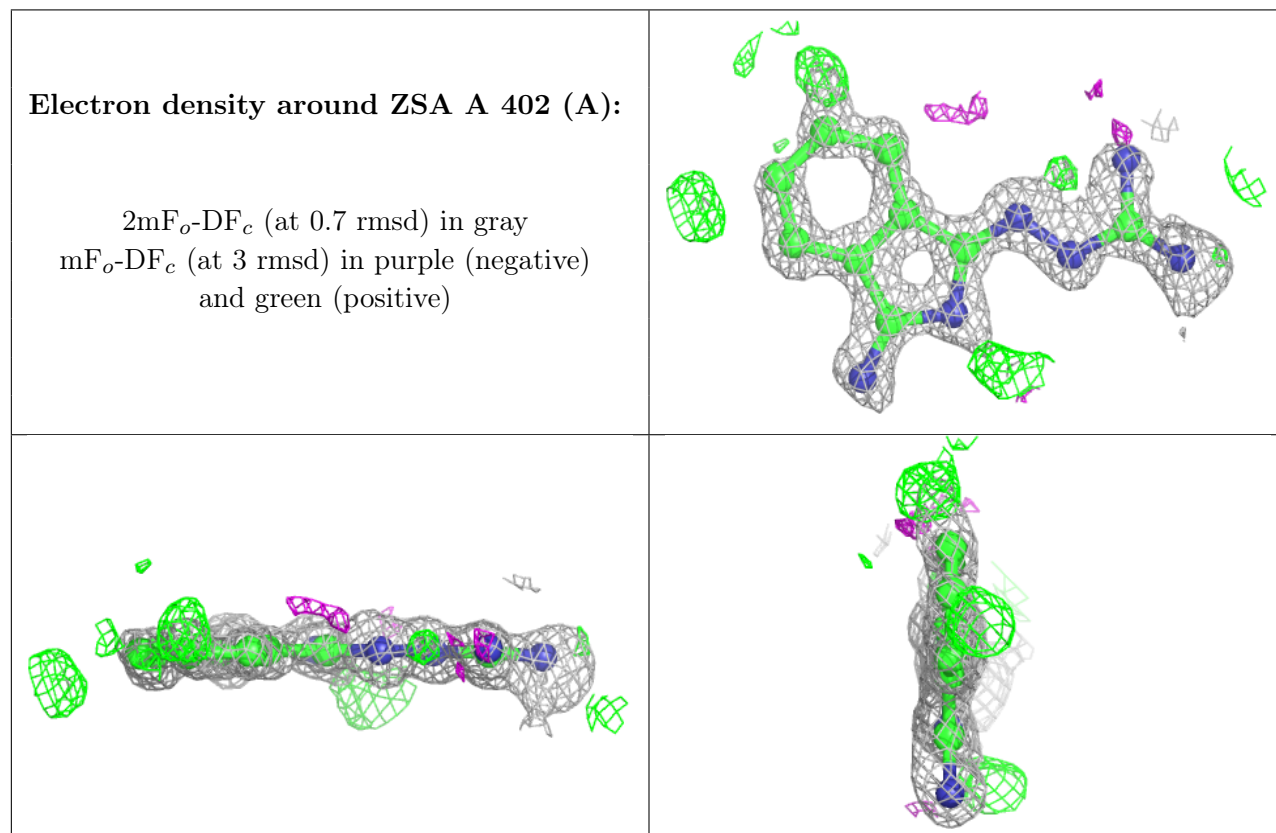 Electron density around ZSA A 402 (A):
2mFo-DFc (at 0.7 rmsd) in gray
mFo-DFc (at 3 rmsd) in purple (negative)
and green (positive)